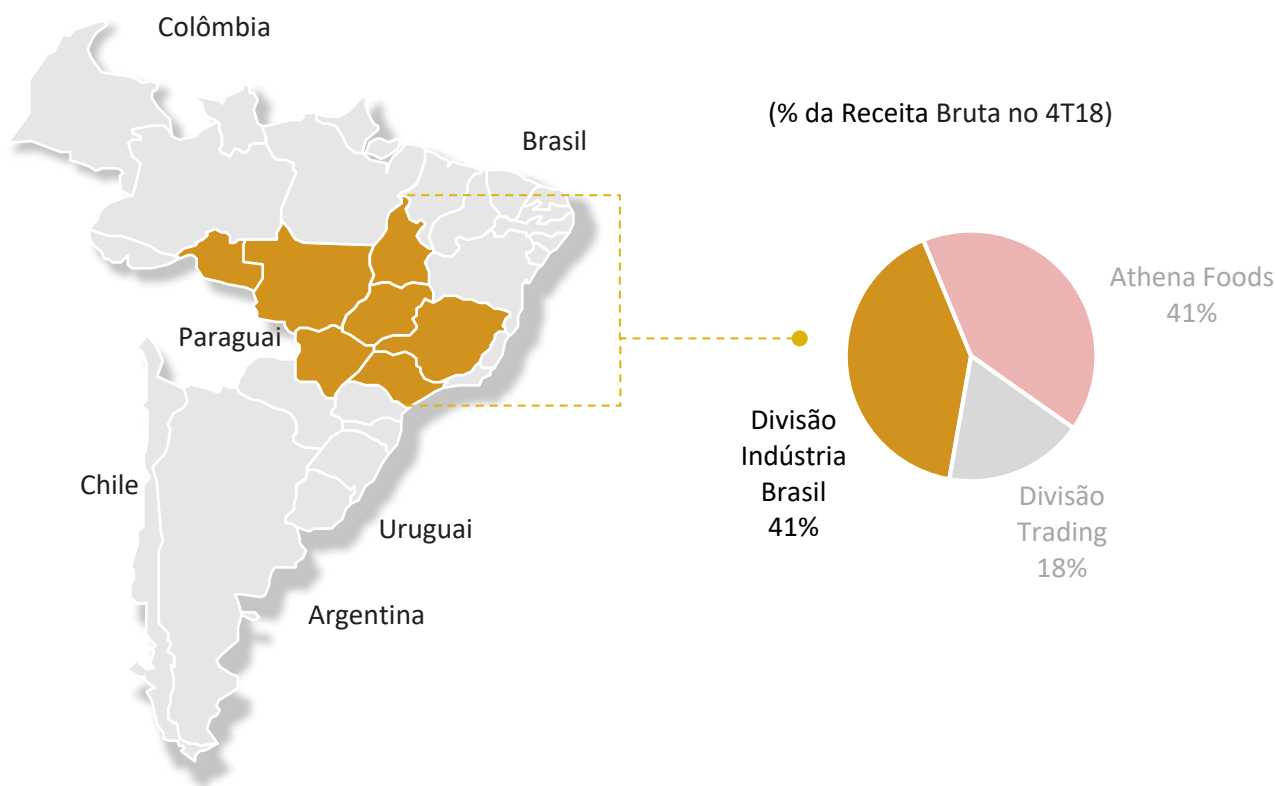 Colômbia
Brasil
Paraguai
Chile
Uruguai
Argentina
(% da Receita Bruta no 4T18)
Athena Foods
41%
Divisão
Indústria
Brasil
41%
Divisão
Trading
18%